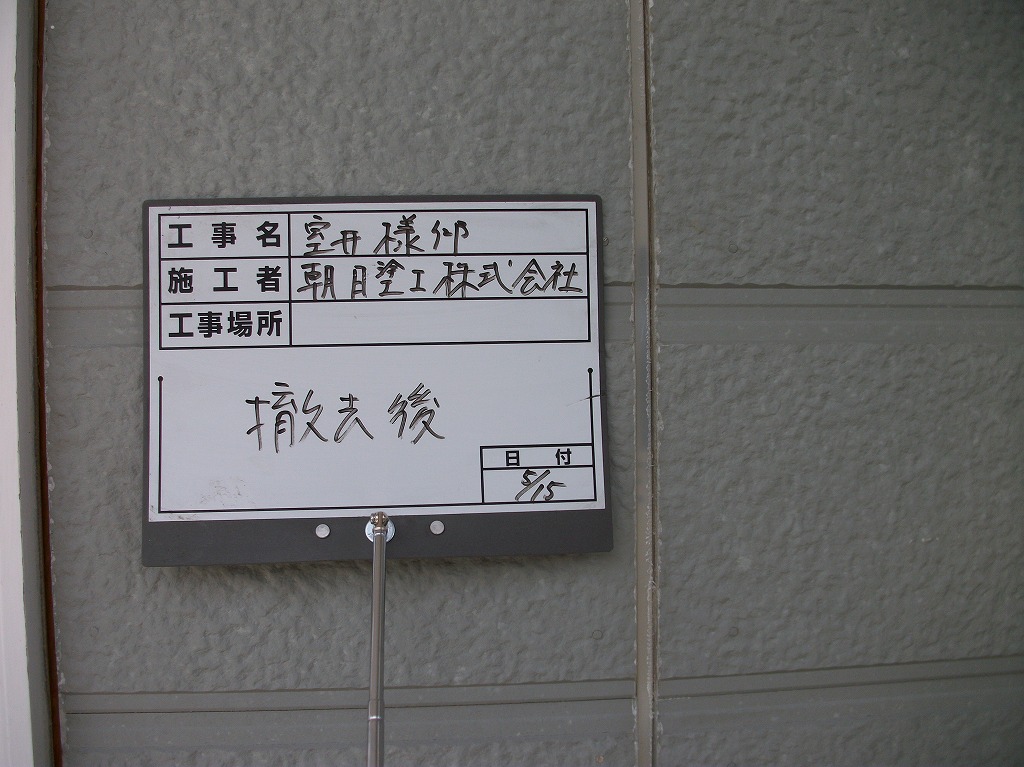 工事名 室井様邸
施工者 朝日塗工株式会社
工事場所
撤去後
日付
5/15